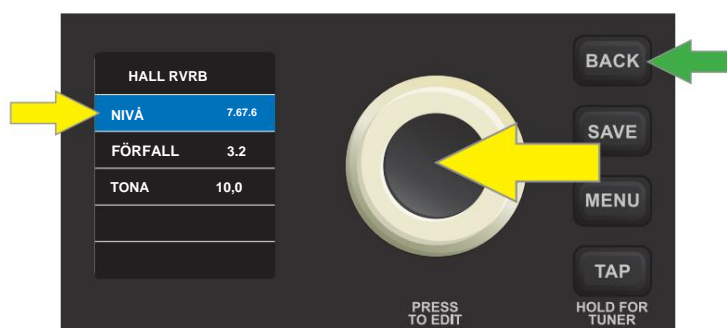 HALL RVRB
NIVÅ 7.67.6
FÖRFALL 3.2
TONA 10,0
BACK
SAVE
MENU
TAP
PRESS
TO EDIT
HOLD FOR
TUNER